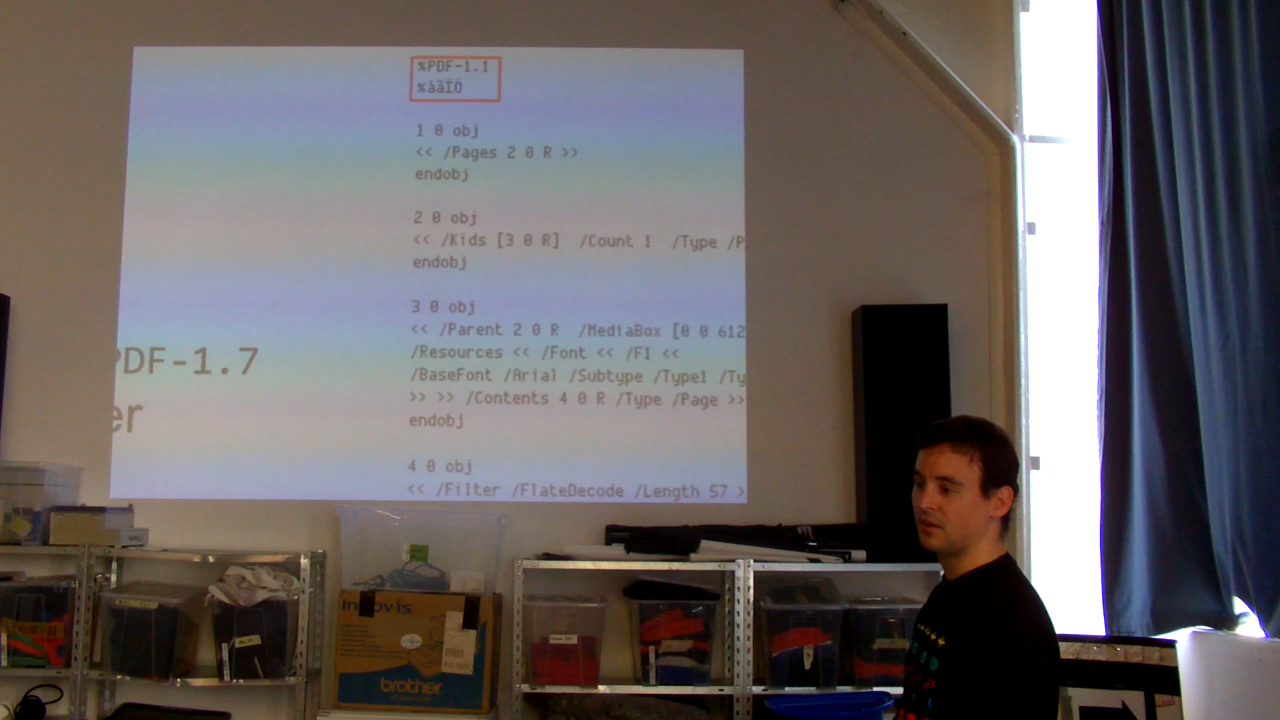 PDF-1.7
er
%PDF-1.1
%âãÏÓ
1 0 obj
<< /Pages 2 0 R >>
endobj
2 0 obj
<< /Kids [3 0 R]  /Count 1  /Type /P
endobj
3 0 obj
<< /Parent 2 0 R  /MediaBox [0 0 612
/Resources << /Font << /F1 <<
/BaseFont /Arial /Subtype /Type1 /Ty
>> >> /Contents 4 0 R /Type /Page >>
endobj
4 0 obj
<< /Filter /FlateDecode /Length 57 >
brother